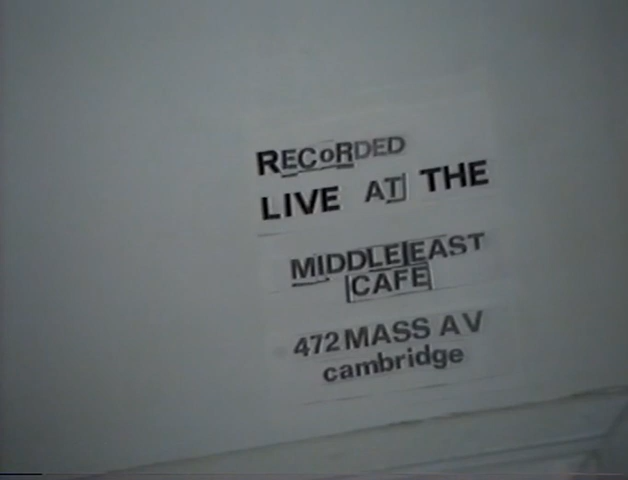 RECoRDED
LIVE AT THE
MIDDLE EAST
CAFE
472 MASS AV
cambridge